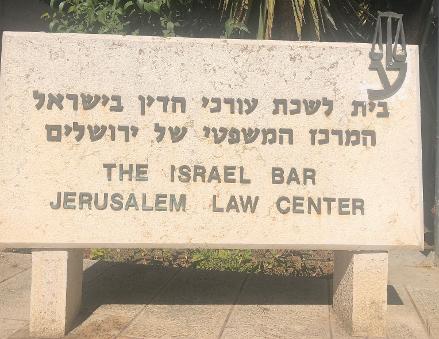 בית לשכת עורכי הדין בישראל
המרכז המשפטי של ירושלים
THE ISRAEL BAR
JERUSALEM LAW CENTER